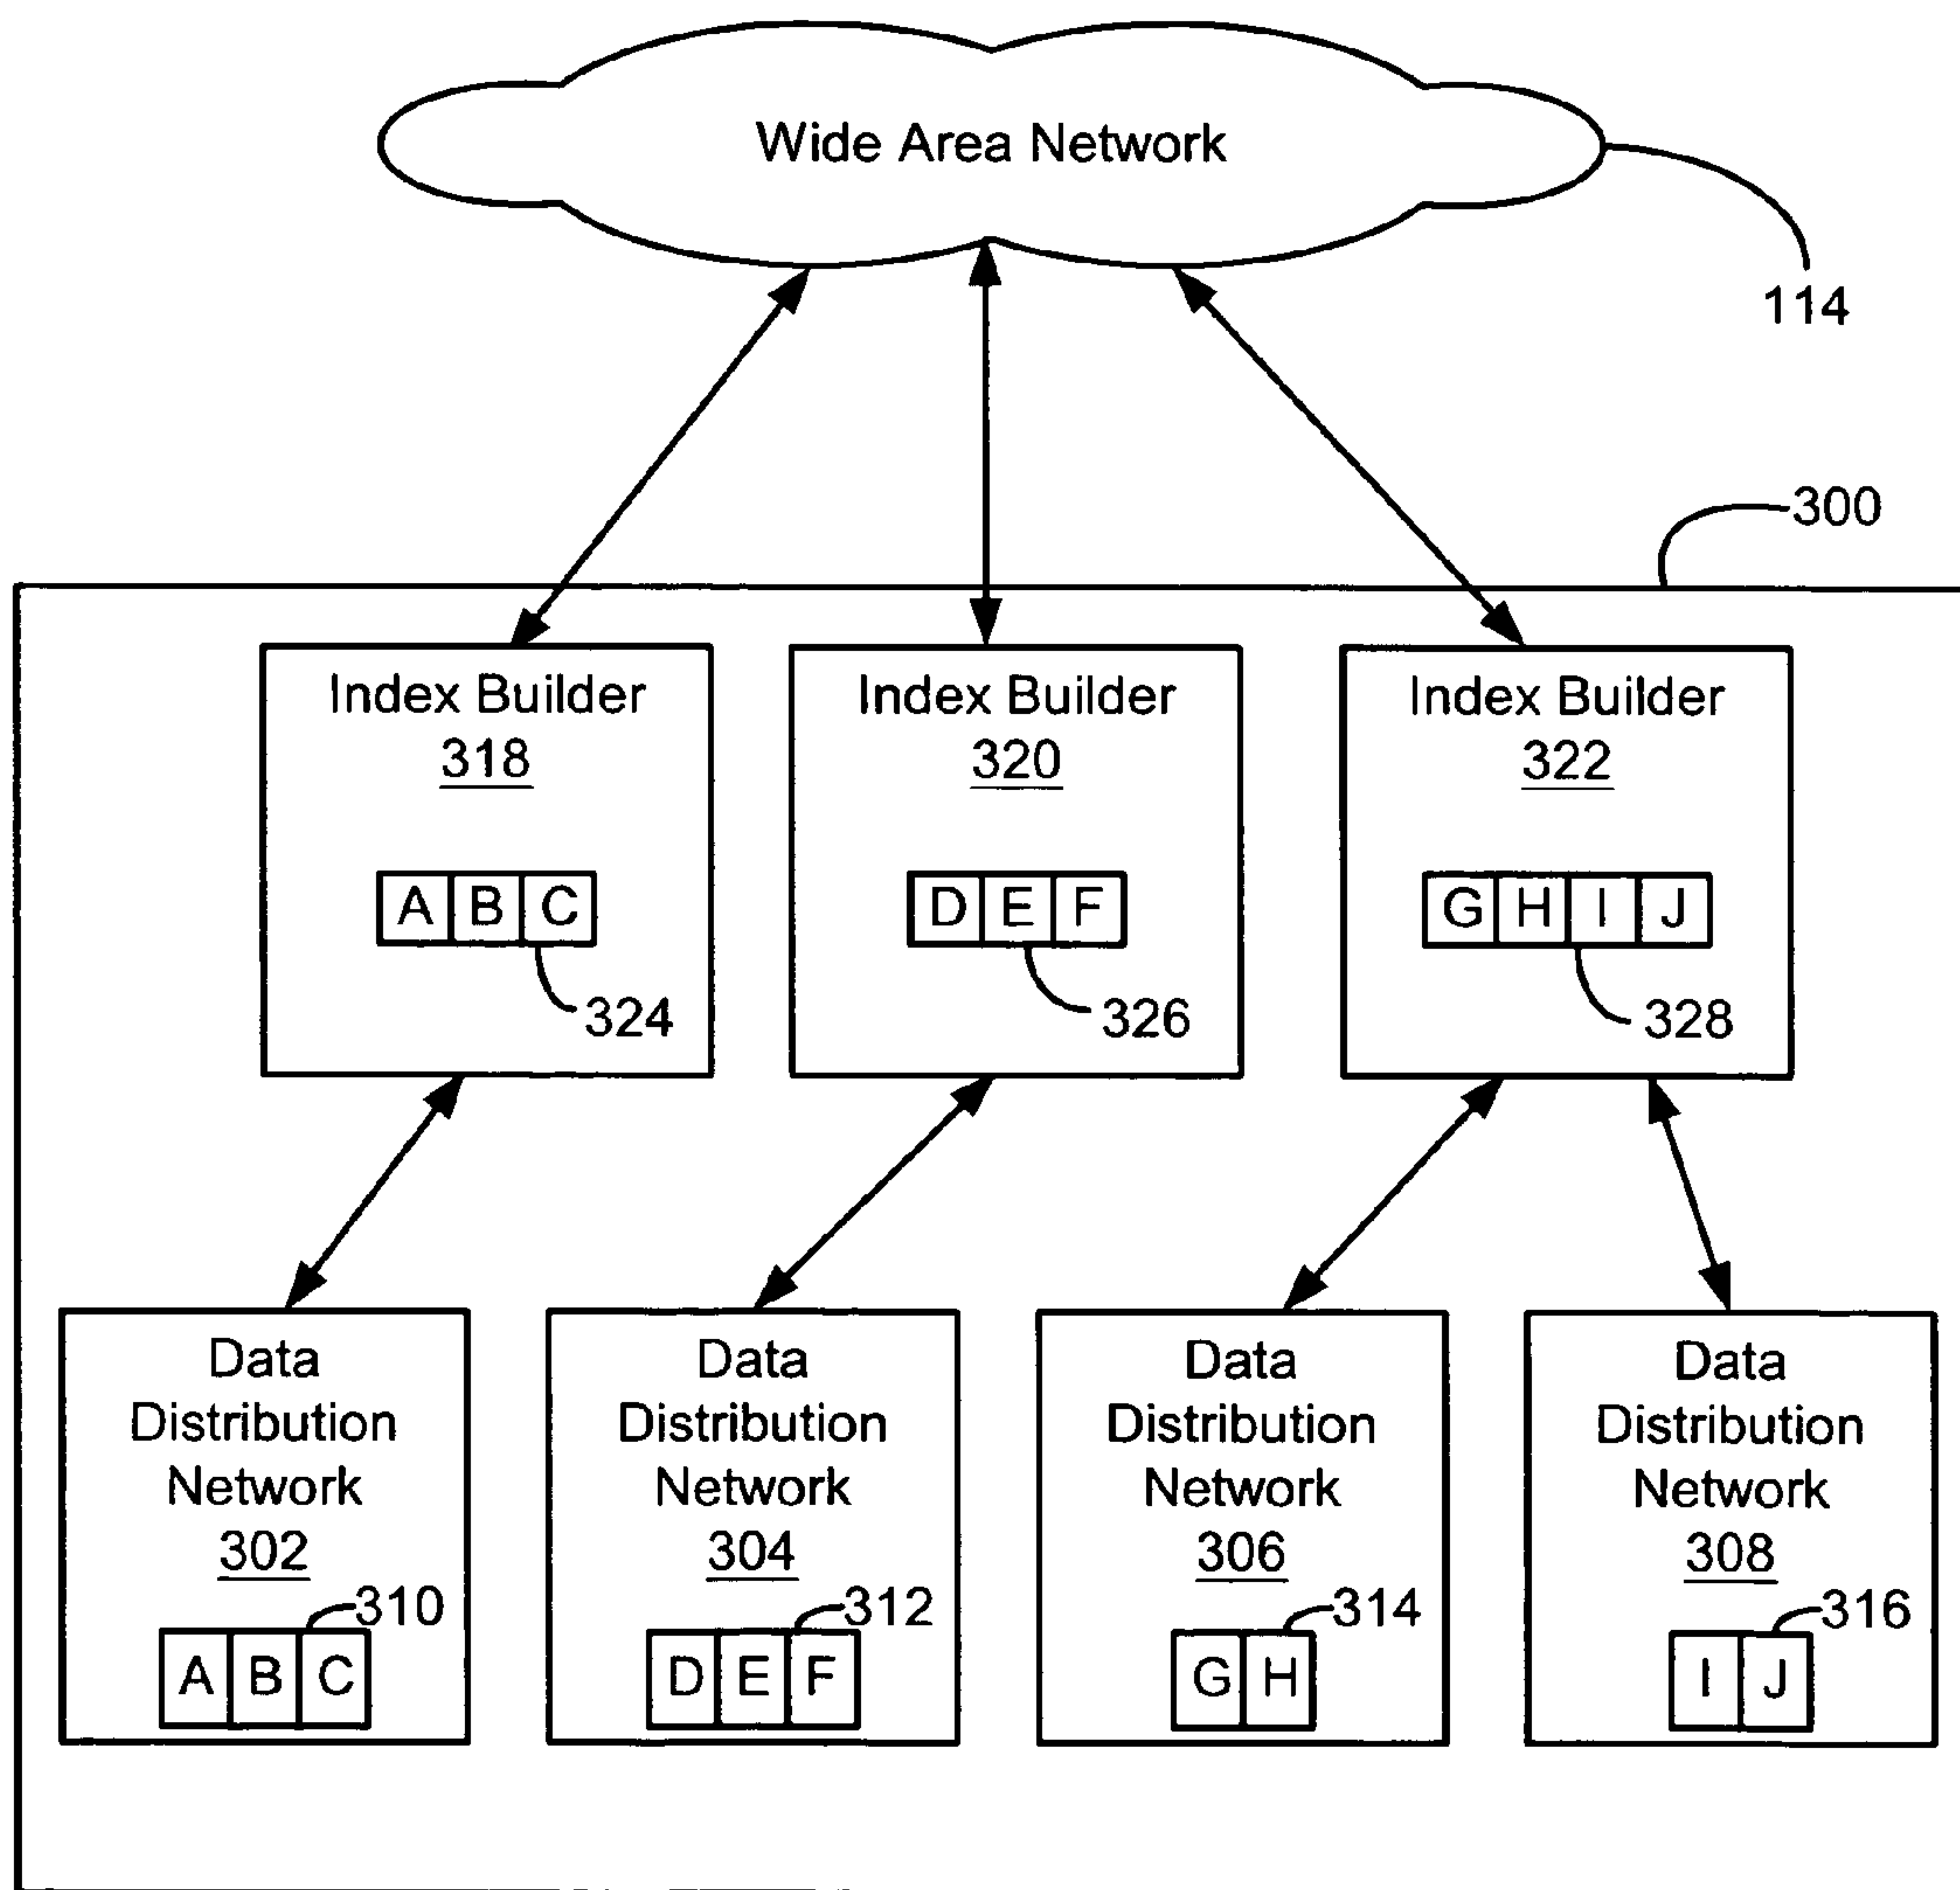 Wide Area Network
114
300
Index Builder
318
A B C
324
Index Builder
320
D E F
326
Index Builder
322
G H I J
328
Data
Distribution
Network
302
310
A B C
Data
Distribution
Network
304
312
D E F
Data
Distribution
Network
306
314
G H
Data
Distribution
Network
308
316
I J